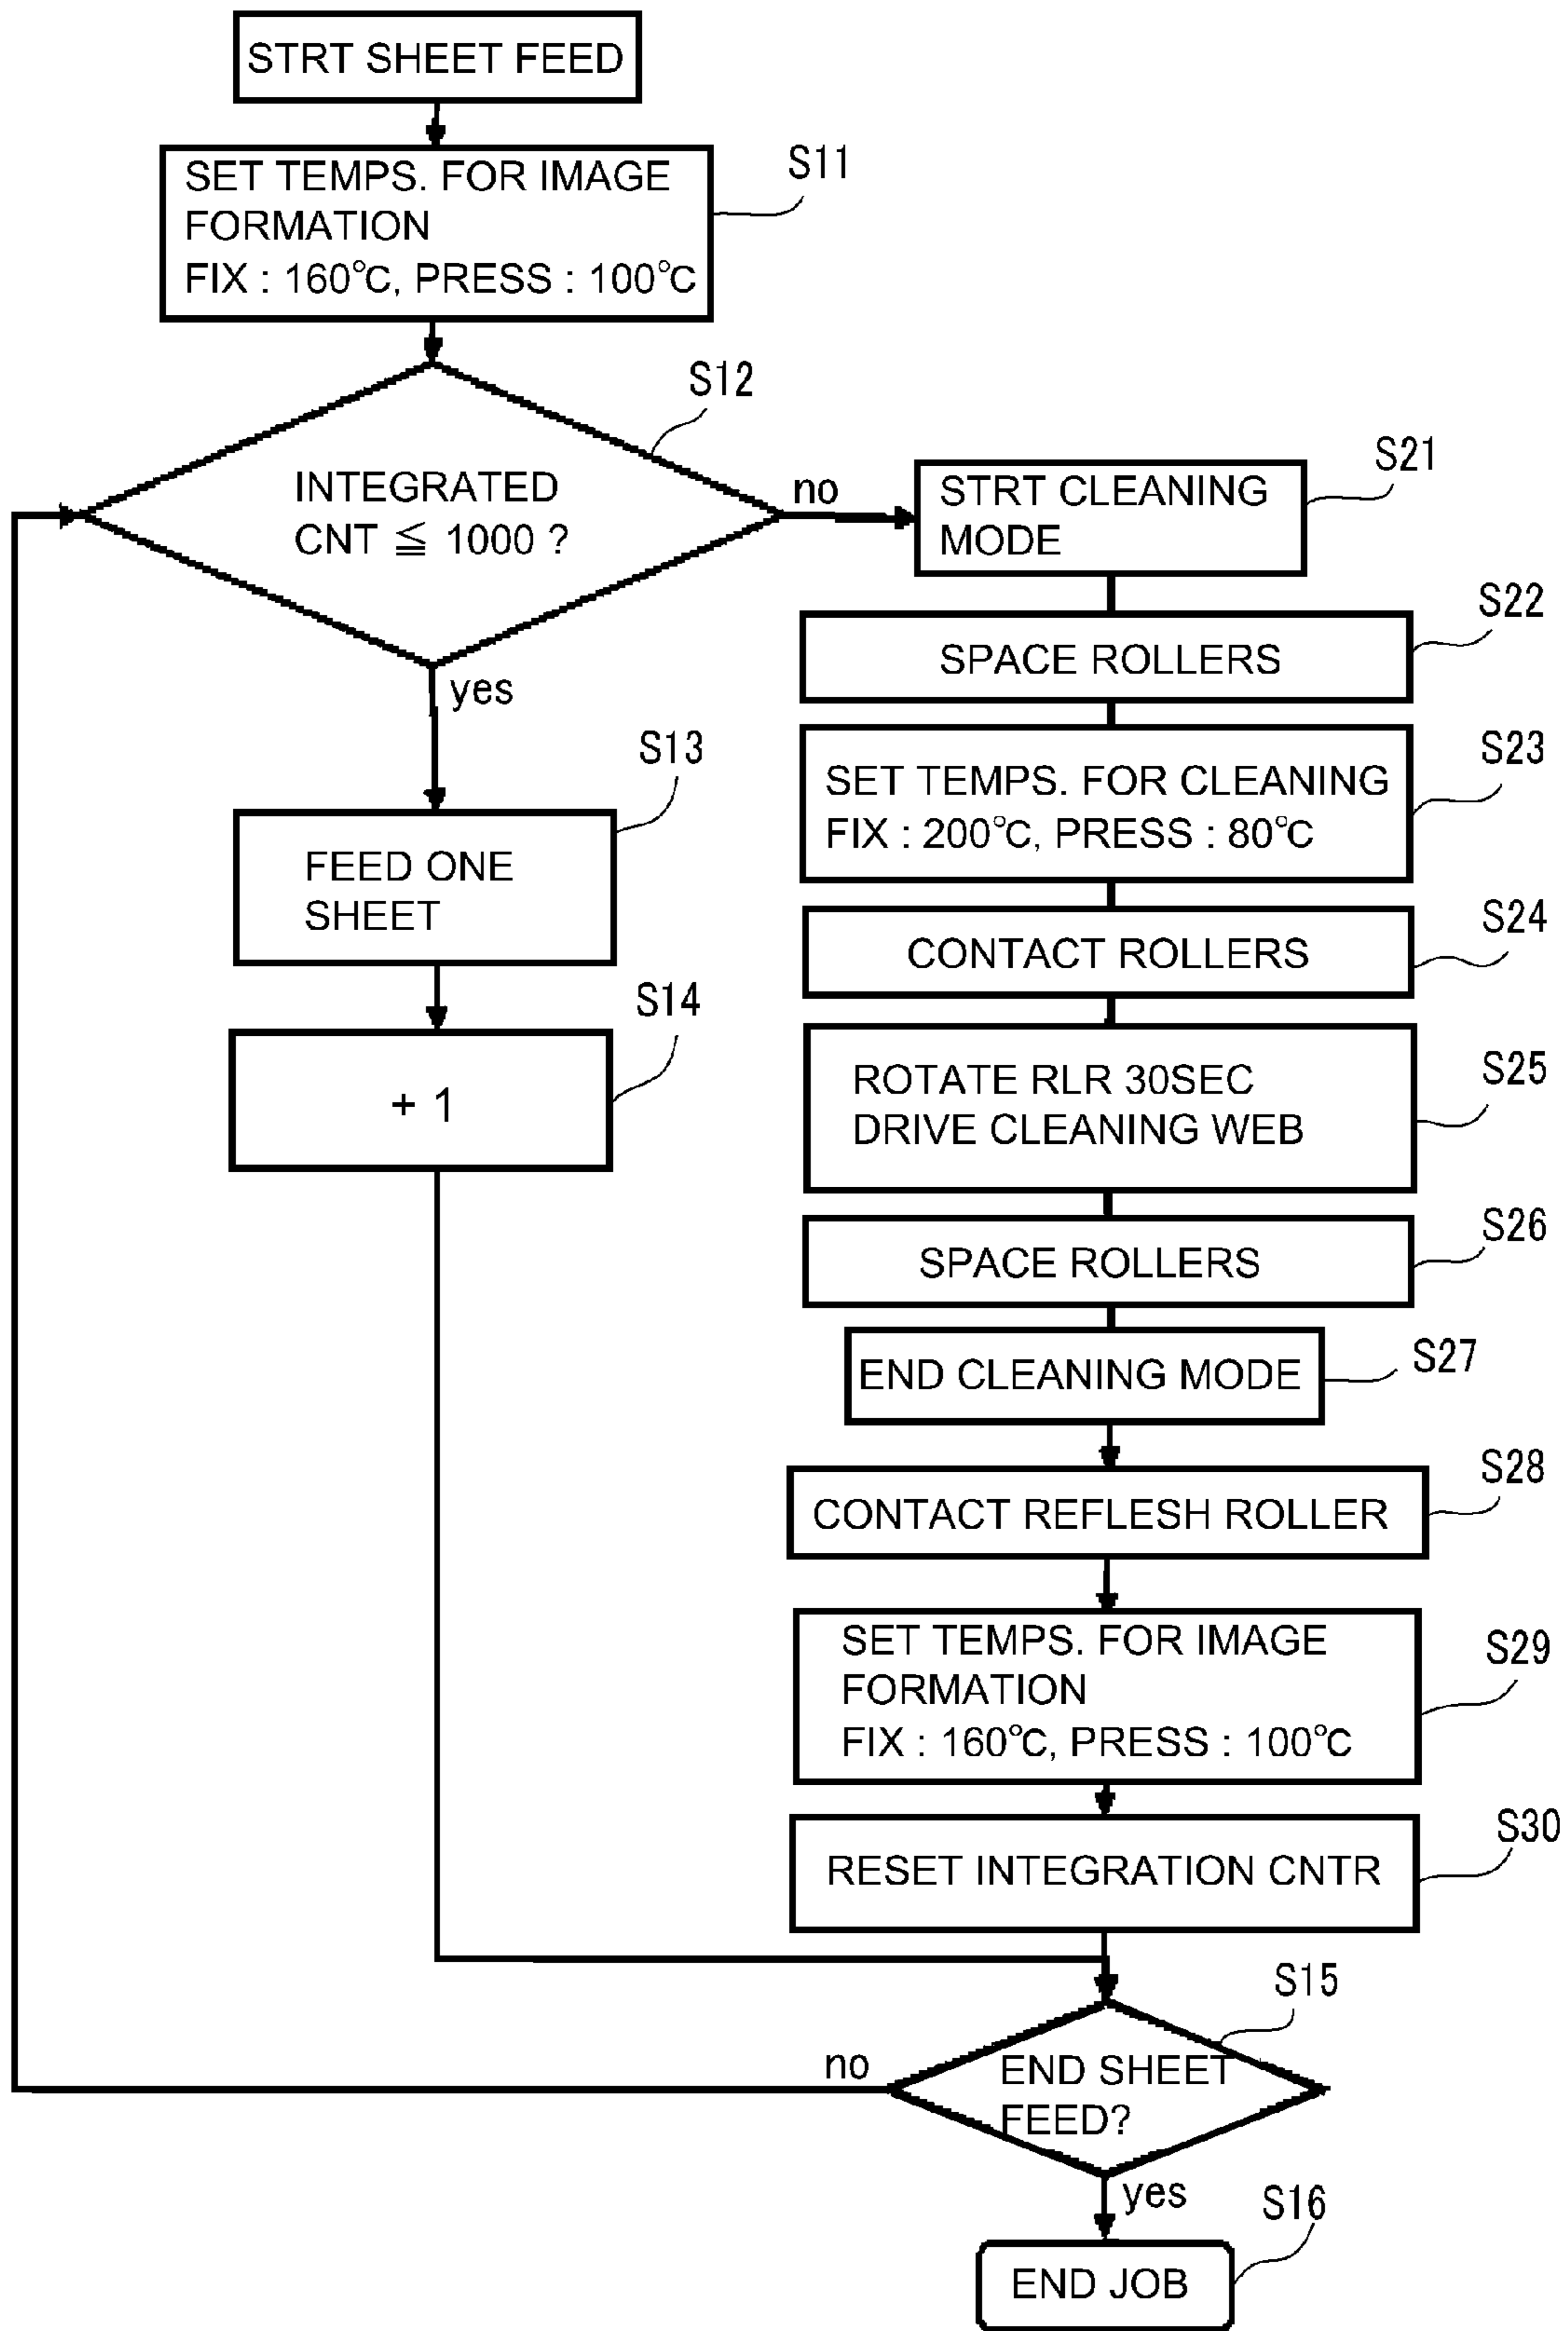 STRT SHEET FEED
SET TEMPS. FOR IMAGE
FORMATION
FIX : 160℃, PRESS : 100℃
S11
INTEGRATED
CNT ≦ 1000 ?
S12
no
yes
FEED ONE
SHEET
S13
+ 1
S14
STRT CLEANING
MODE
S21
SPACE ROLLERS
S22
SET TEMPS. FOR CLEANING
FIX : 200℃, PRESS : 80℃
S23
CONTACT ROLLERS
S24
ROTATE RLR 30SEC
DRIVE CLEANING WEB
S25
SPACE ROLLERS
S26
END CLEANING MODE
S27
CONTACT REFLESH ROLLER
S28
SET TEMPS. FOR IMAGE
FORMATION
FIX : 160℃, PRESS : 100℃
S29
RESET INTEGRATION CNTR
S30
END SHEET
FEED?
S15
no
yes
END JOB
S16